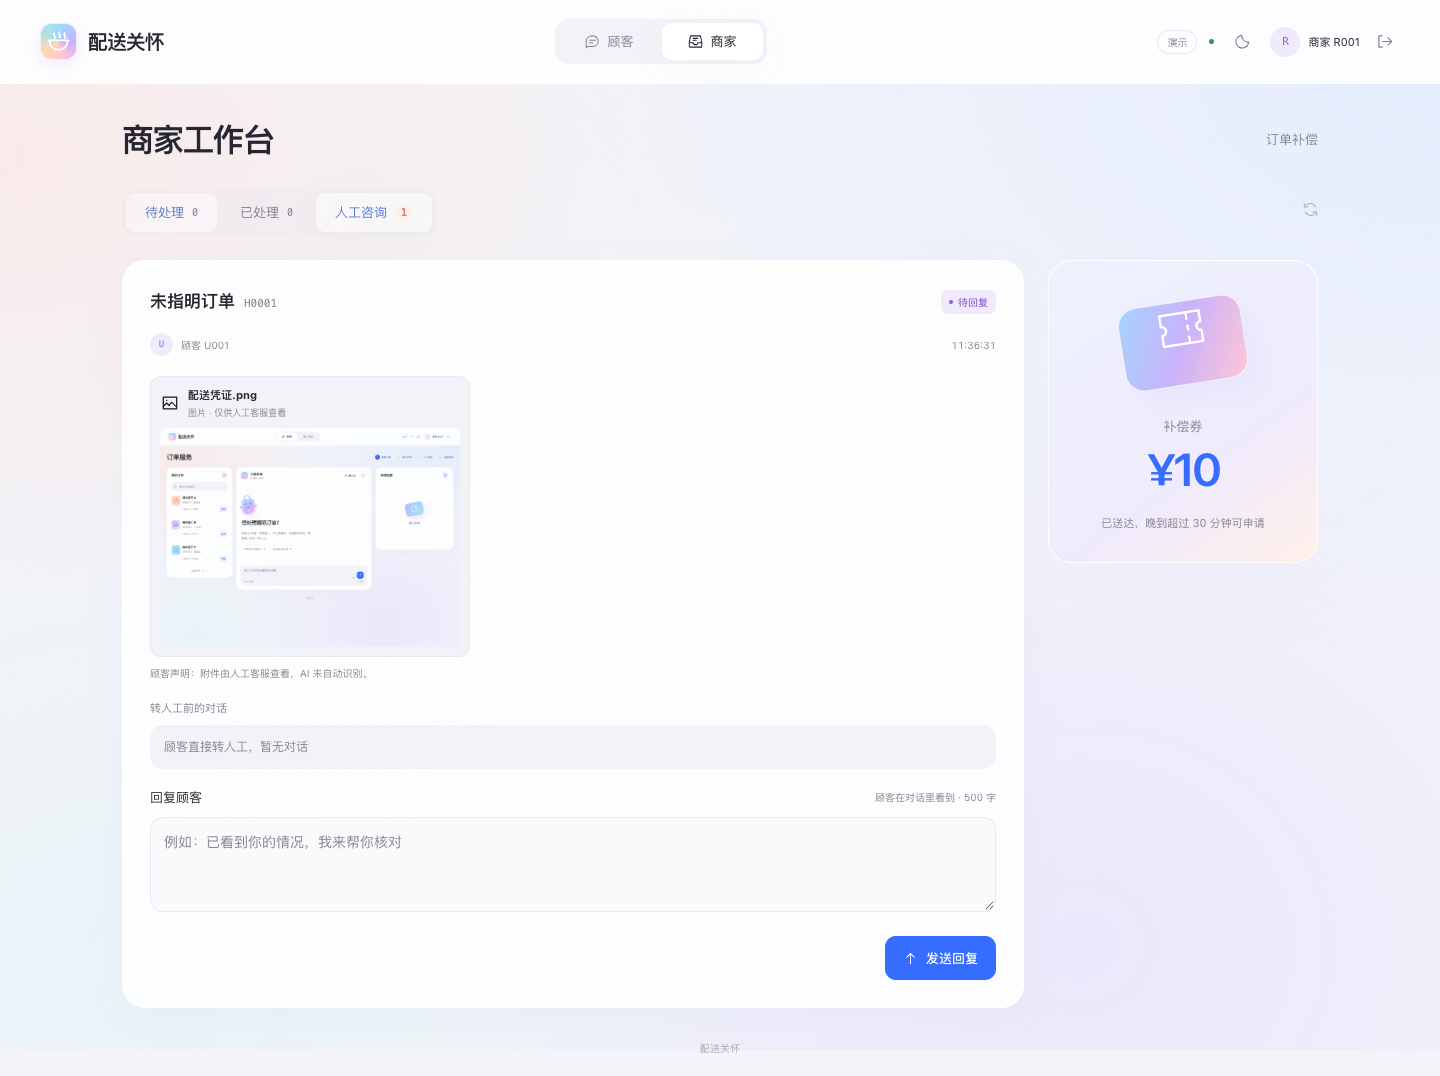 配送关怀
顾客
商家
演示
R
商家 R001
商家工作台
订单补偿
待处理 0
已处理 0
人工咨询 1
未指明订单 H0001
待回复
U
顾客 U001
11:36:31
配送凭证.png
图片 · 仅供人工客服查看
配送关怀
订单服务
顾客声明：附件由人工客服查看，AI 未自动识别。
转人工前的对话
顾客直接转人工，暂无对话
回复顾客
顾客在对话里看到 · 500 字
例如：已看到你的情况，我来帮你核对
发送回复
补偿券
¥10
已送达，晚到超过 30 分钟可申请
配送关怀